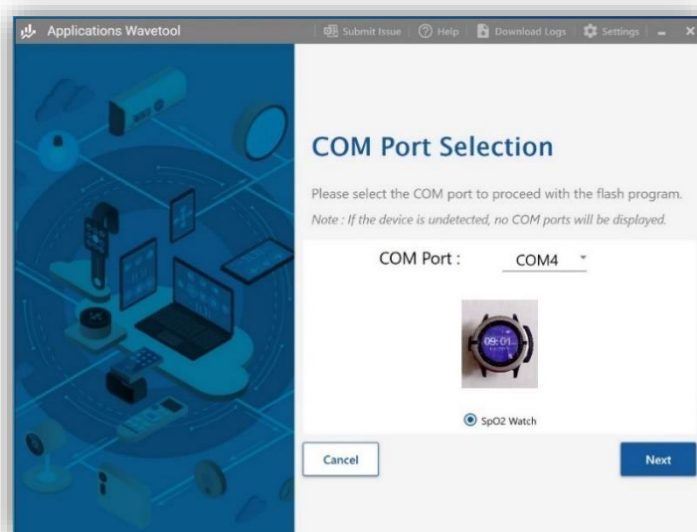 Applications Wavetool
Submit Issue
Help
Download Logs
Settings
COM Port Selection
Please select the COM port to proceed with the flash program.
Note : If the device is undetected, no COM ports will be displayed.
COM Port :
COM4
09:01
SpO2 Watch
Cancel
Next